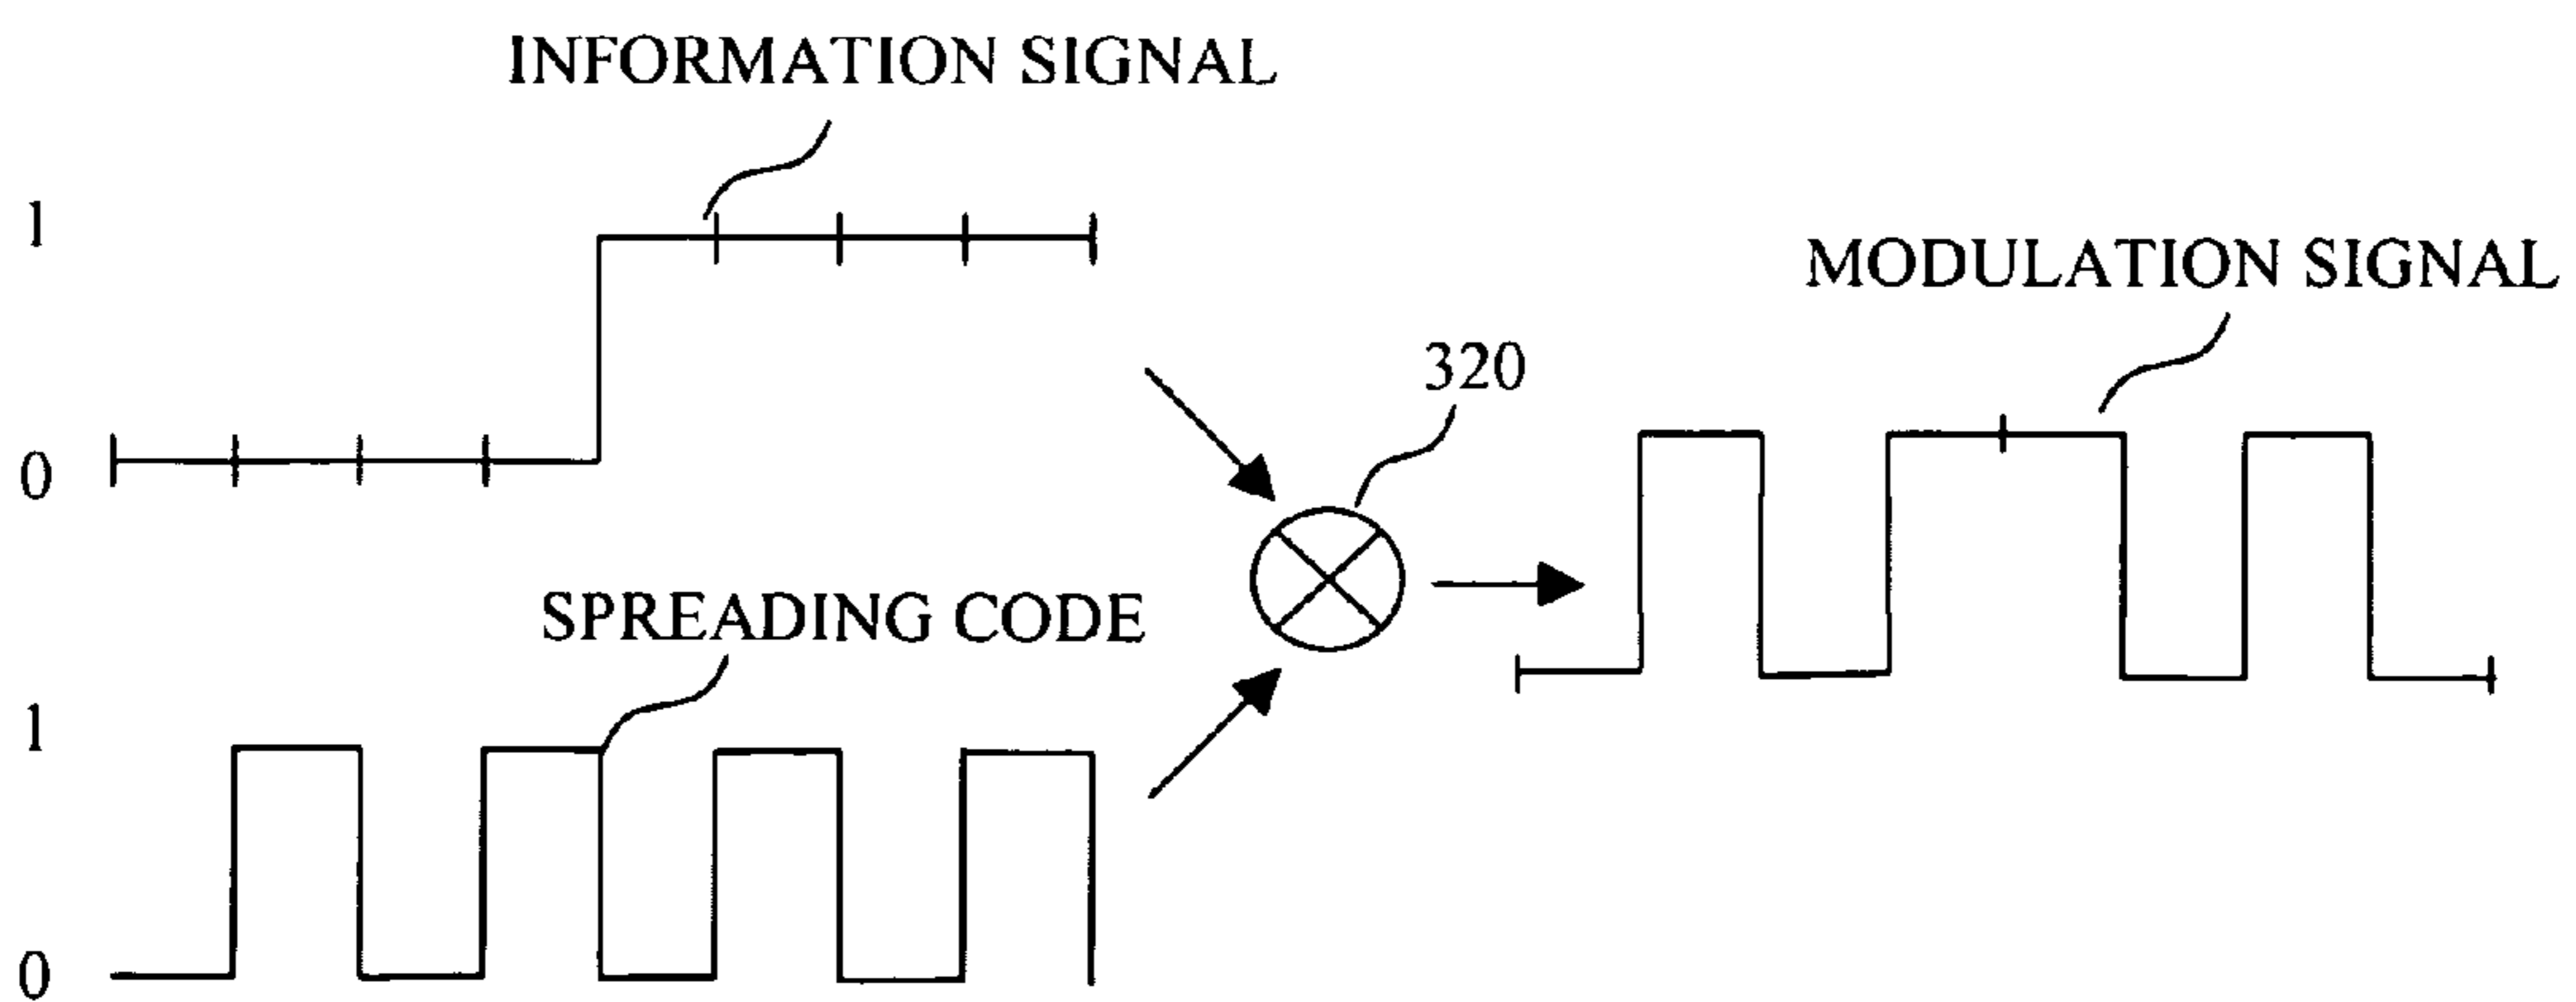 INFORMATION SIGNAL
1
MODULATION SIGNAL
320
0
SPREADING CODE
1
0